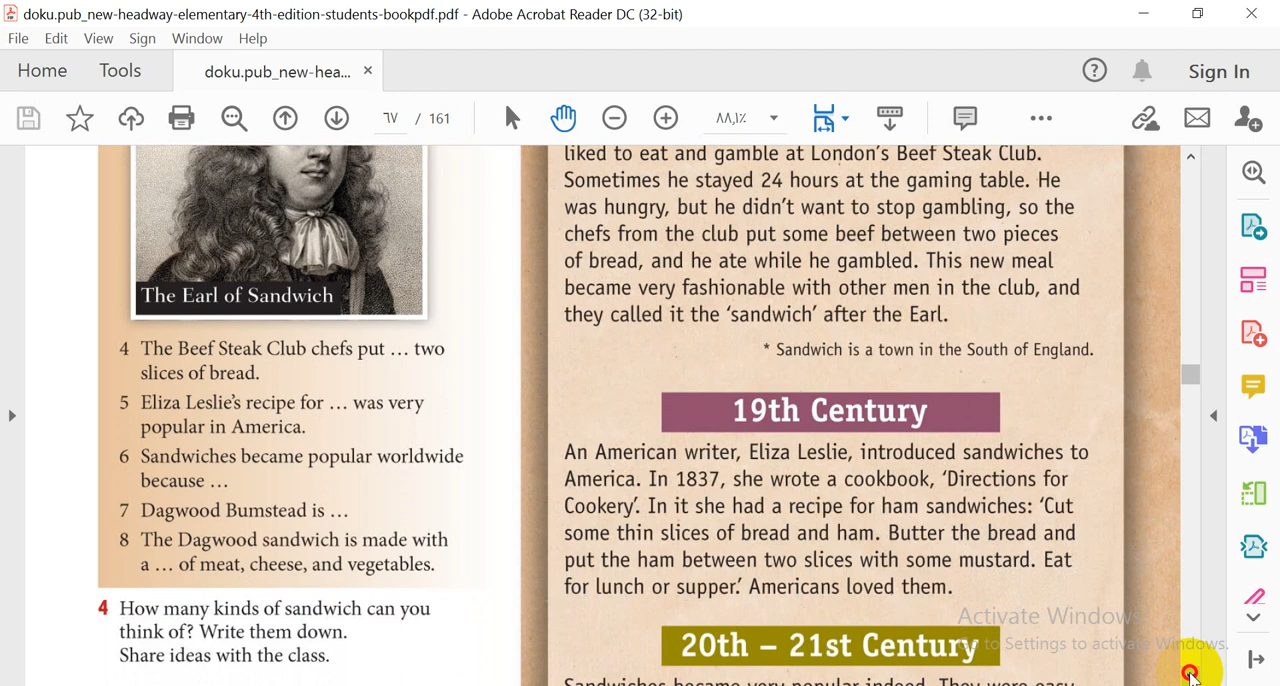 doku.pub_new-headway-elementary-4th-edition-students-bookpdf.pdf - Adobe Acrobat Reader DC (32-bit)
File Edit View Sign Window Help
Home Tools doku.pub_new-hea... × Sign In
٦٧ / 161 ٨٨,١٪
The Earl of Sandwich
4 The Beef Steak Club chefs put … two
slices of bread.
5 Eliza Leslie's recipe for … was very
popular in America.
6 Sandwiches became popular worldwide
because …
7 Dagwood Bumstead is …
8 The Dagwood sandwich is made with
a … of meat, cheese, and vegetables.
4 How many kinds of sandwich can you
think of? Write them down.
Share ideas with the class.
liked to eat and gamble at London's Beef Steak Club.
Sometimes he stayed 24 hours at the gaming table. He
was hungry, but he didn't want to stop gambling, so the
chefs from the club put some beef between two pieces
of bread, and he ate while he gambled. This new meal
became very fashionable with other men in the club, and
they called it the 'sandwich' after the Earl.
* Sandwich is a town in the South of England.
19th Century
An American writer, Eliza Leslie, introduced sandwiches to
America. In 1837, she wrote a cookbook, 'Directions for
Cookery'. In it she had a recipe for ham sandwiches: 'Cut
some thin slices of bread and ham. Butter the bread and
put the ham between two slices with some mustard. Eat
for lunch or supper.' Americans loved them.
20th – 21st Century
Sandwiches became very popular indeed. They were easy
Activate Windows
Go to Settings to activate Windows.